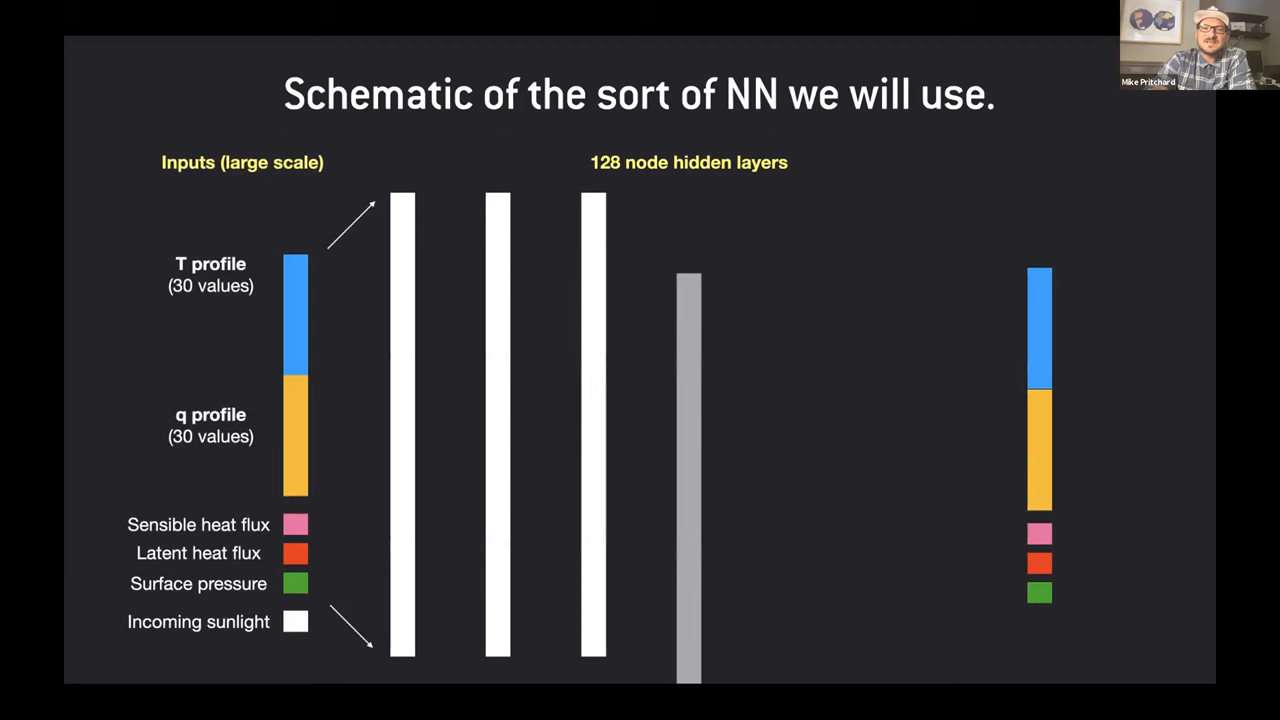 Mike Pritchard
Schematic of the sort of NN we will use.
Inputs (large scale)
128 node hidden layers
T profile
(30 values)
q profile
(30 values)
Sensible heat flux
Latent heat flux
Surface pressure
Incoming sunlight